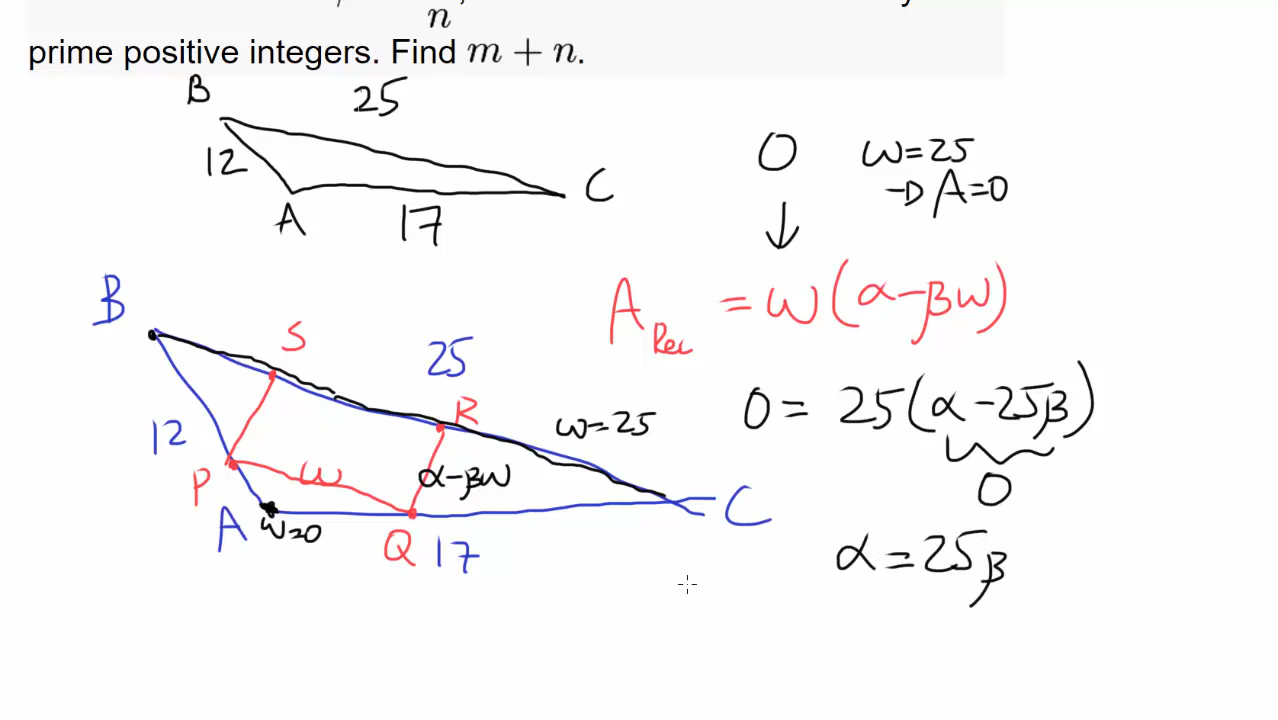 n
prime positive integers. Find m + n.
B
25
12
A
17
C
O
ω=25
→ A=0
A Rec = ω(α-βω)
B
S
25
R
ω=25
12
P
ω
α-βω
A
ω=0
Q
17
C
0 = 25(α-25β)
0
α=25β